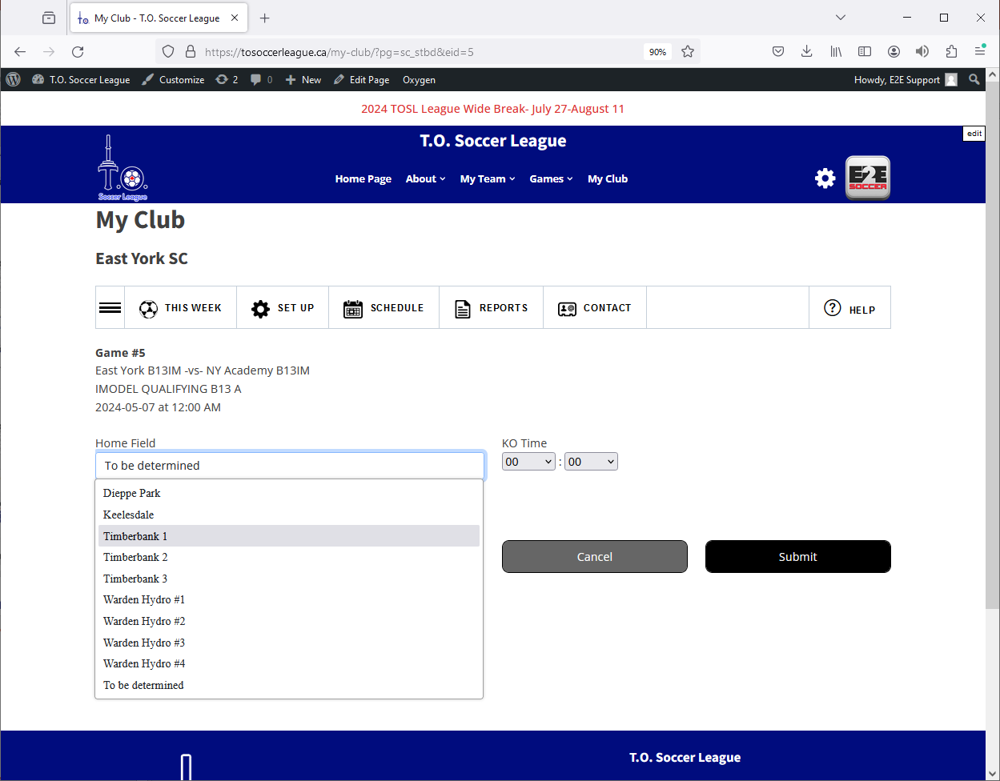 My Club - T.O. Soccer League
https://tosoccerleague.ca/my-club/?pg=sc_stbd&eid=5
90%
T.O. Soccer League Customize 2 0 New Edit Page Oxygen Howdy, E2E Support
2024 TOSL League Wide Break- July 27-August 11
edit
T.O. Soccer League
T.O.
Soccer League
Home Page About My Team Games My Club
E2E
SOCCER
My Club
East York SC
THIS WEEK SET UP SCHEDULE REPORTS CONTACT HELP
Game #5
East York B13IM -vs- NY Academy B13IM
IMODEL QUALIFYING B13 A
2024-05-07 at 12:00 AM
Home Field KO Time
To be determined 00 : 00
Dieppe Park
Keelesdale
Timberbank 1
Timberbank 2
Timberbank 3
Warden Hydro #1
Warden Hydro #2
Warden Hydro #3
Warden Hydro #4
To be determined
Cancel Submit
T.O. Soccer League